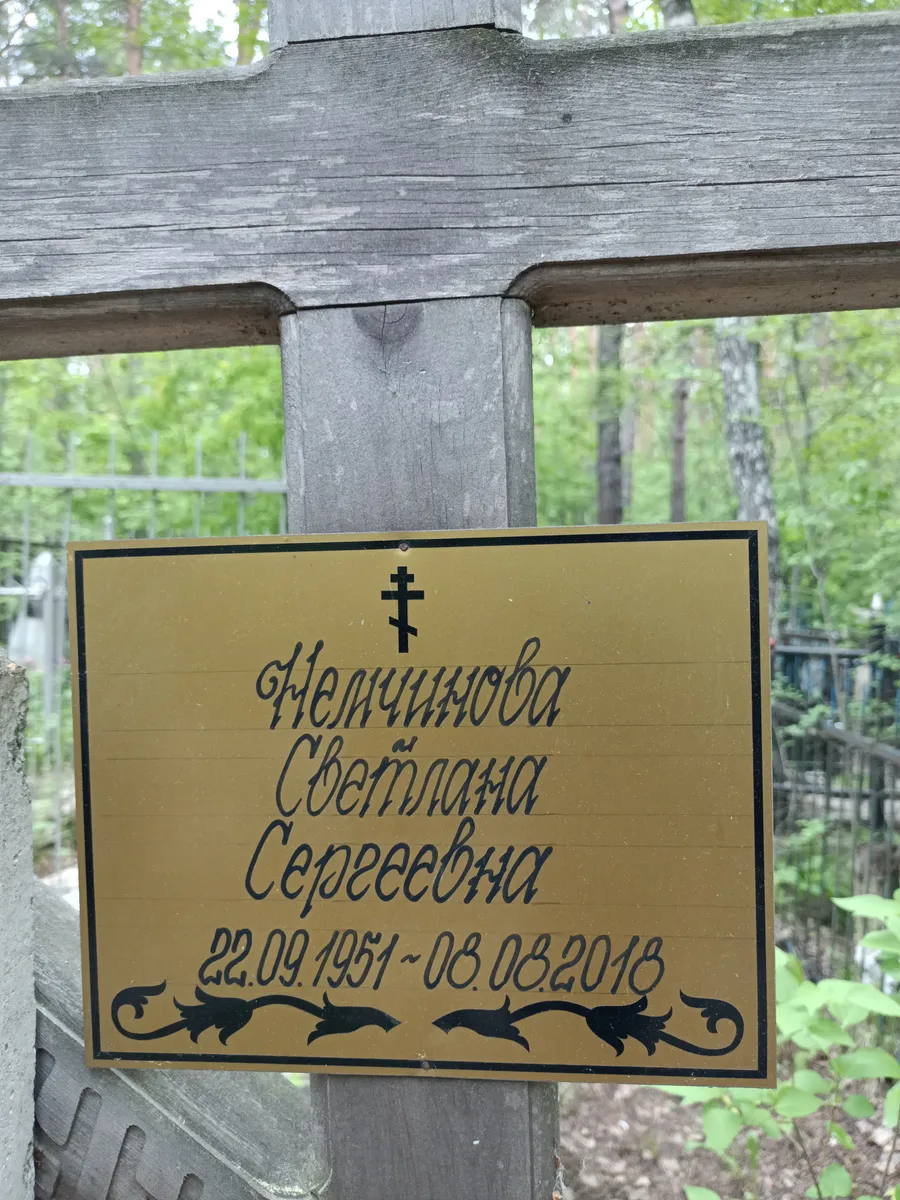 Немчинова
Светлана
Сергеевна
22.09.1951~08.08.2018